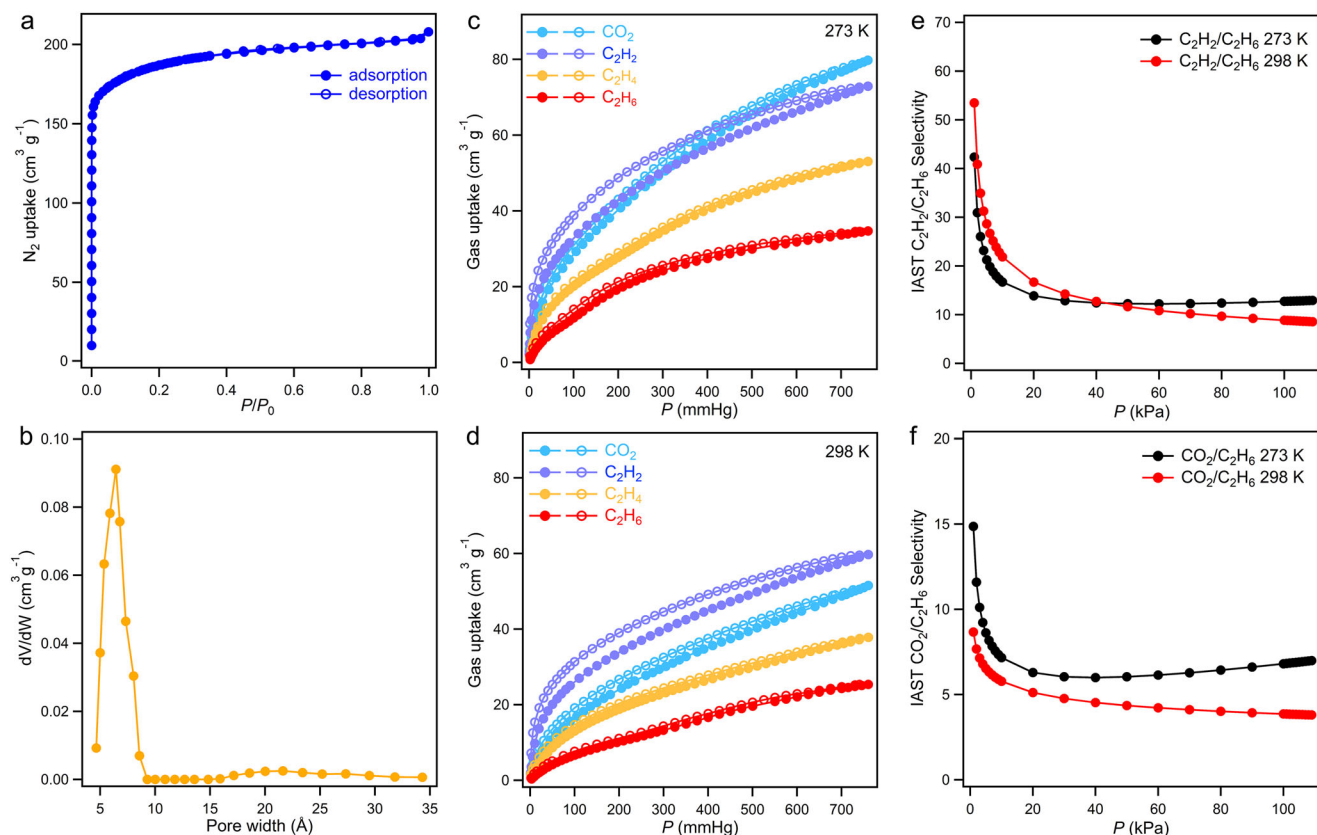 a
200
150
100
50
0
N₂ uptake (cm³ g⁻¹)
adsorption
desorption
0.0 0.2 0.4 0.6 0.8 1.0
P/P₀
b
0.10
0.08
0.06
0.04
0.02
0.00
dV/dW (cm³g⁻¹)
5 10 15 20 25 30 35
Pore width (Å)
c
273 K
CO₂
C₂H₂
C₂H₄
C₂H₆
80
60
40
20
0
Gas uptake (cm³ g⁻¹)
0 100 200 300 400 500 600 700
P (mmHg)
d
298 K
CO₂
C₂H₂
C₂H₄
C₂H₆
80
60
40
20
0
Gas uptake (cm³ g⁻¹)
0 100 200 300 400 500 600 700
P (mmHg)
e
C₂H₂/C₂H₆ 273 K
C₂H₂/C₂H₆ 298 K
70
60
50
40
30
20
10
0
IAST C₂H₂/C₂H₆ Selectivity
0 20 40 60 80 100
P (kPa)
f
CO₂/C₂H₆ 273 K
CO₂/C₂H₆ 298 K
20
15
10
5
0
IAST CO₂/C₂H₆ Selectivity
0 20 40 60 80 100
P (kPa)